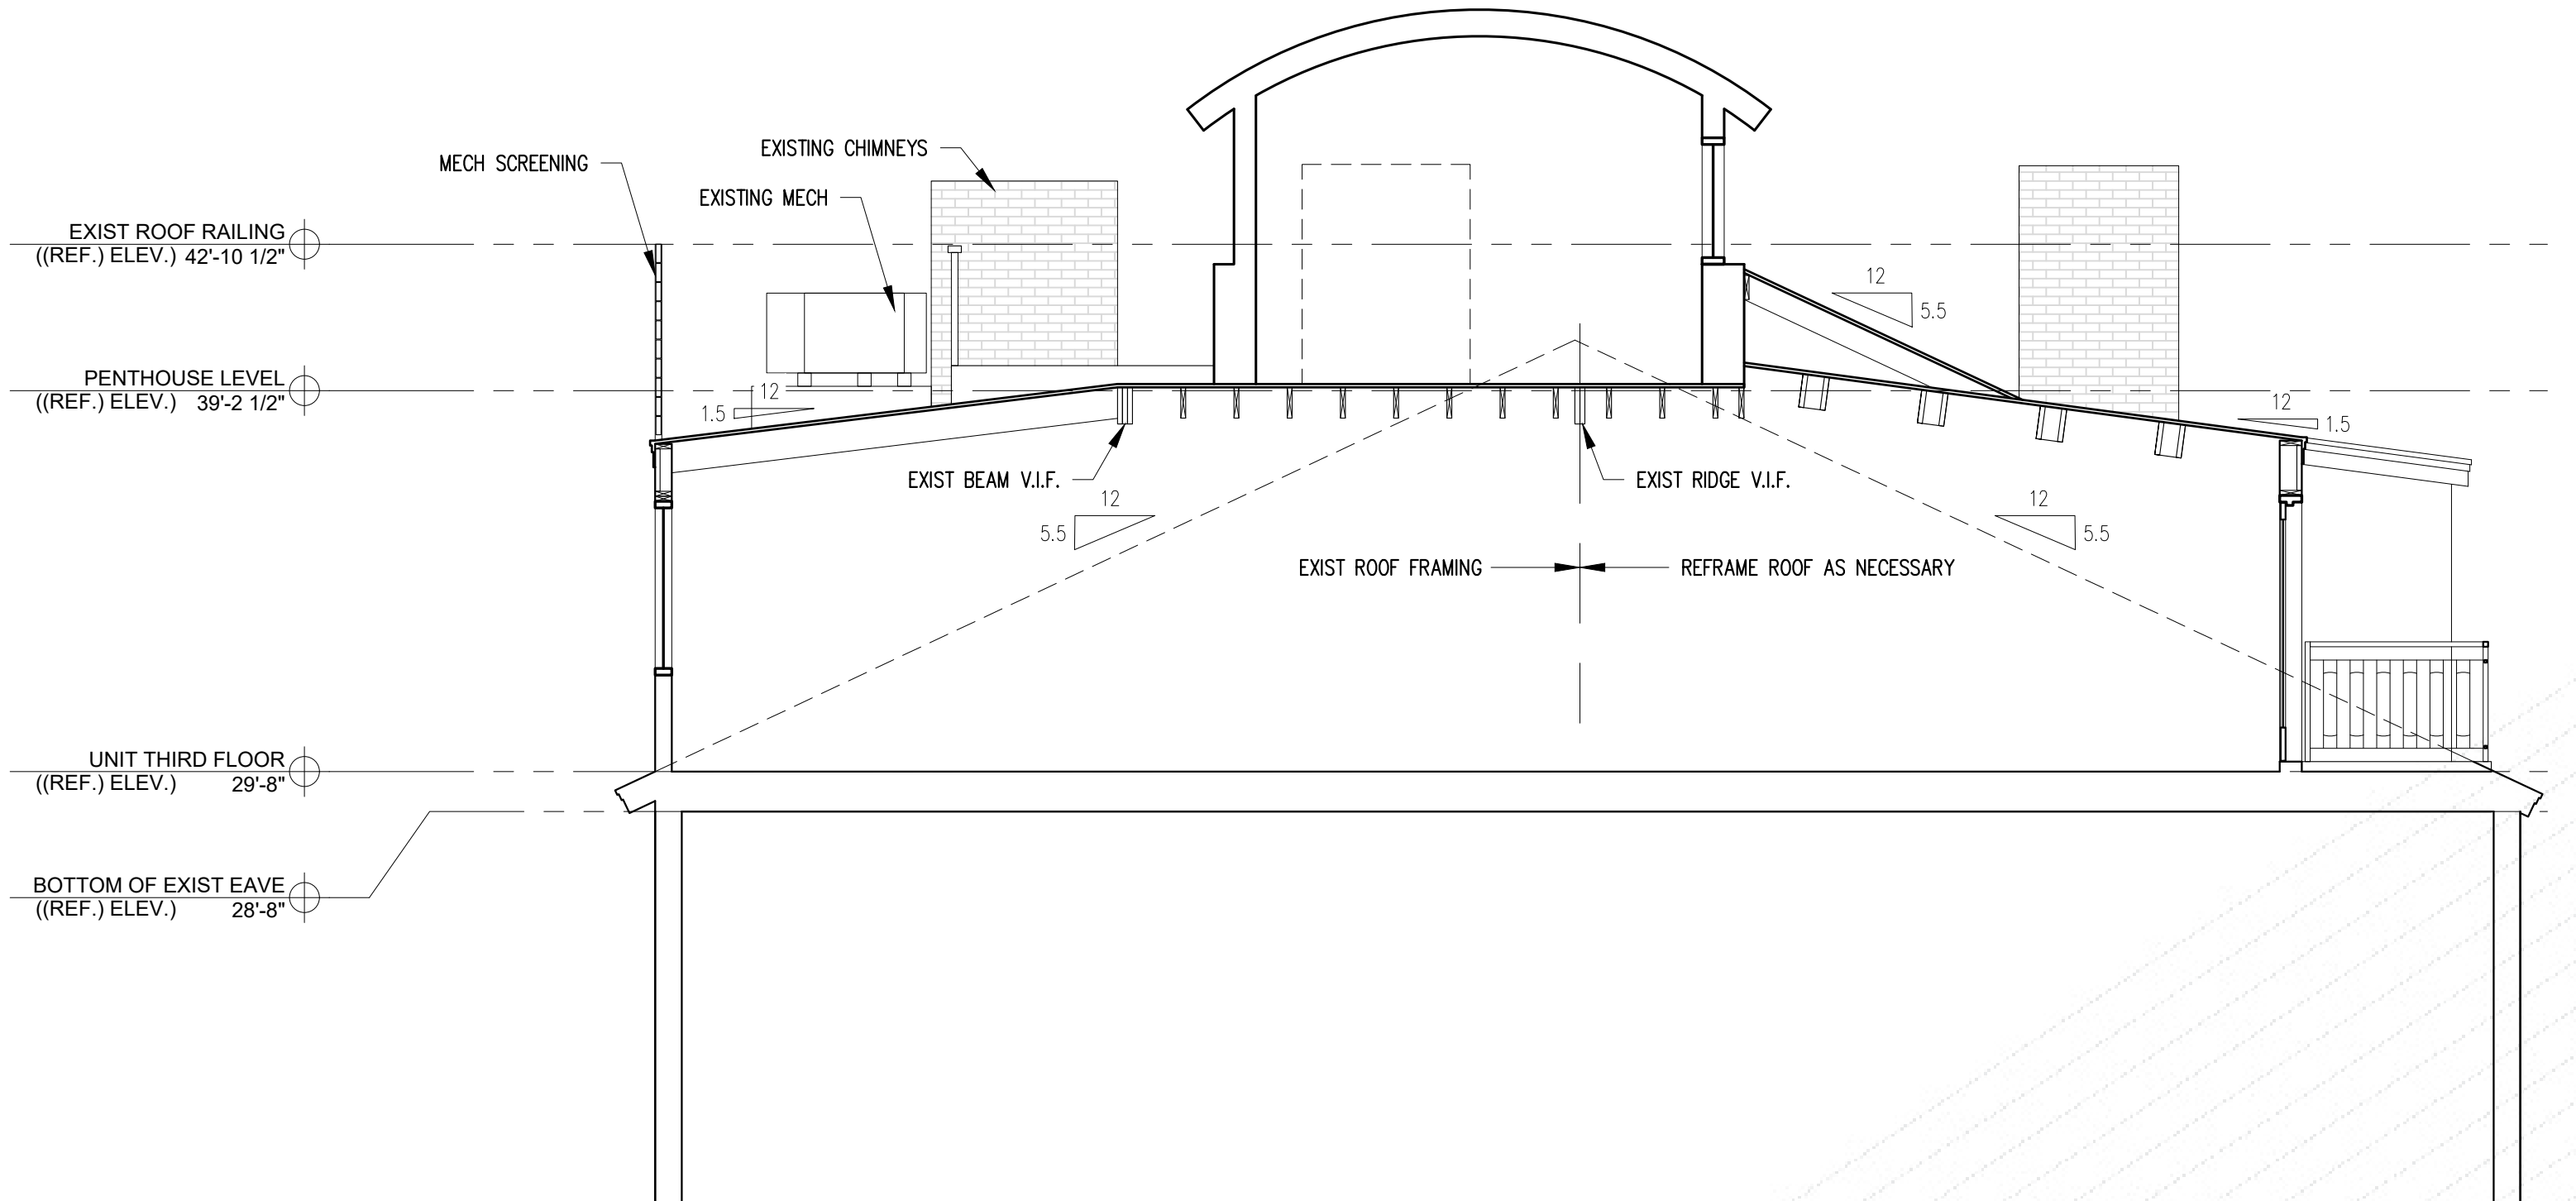 MECH SCREENING
EXISTING CHIMNEYS
EXISTING MECH
EXIST ROOF RAILING
((REF.) ELEV.) 42'-10 1/2"
12
5.5
PENTHOUSE LEVEL
((REF.) ELEV.) 39'-2 1/2"
12
1.5
12
1.5
EXIST BEAM V.I.F.
EXIST RIDGE V.I.F.
12
5.5
12
5.5
EXIST ROOF FRAMING
REFRAME ROOF AS NECESSARY
UNIT THIRD FLOOR
((REF.) ELEV.) 29'-8"
BOTTOM OF EXIST EAVE
((REF.) ELEV.) 28'-8"